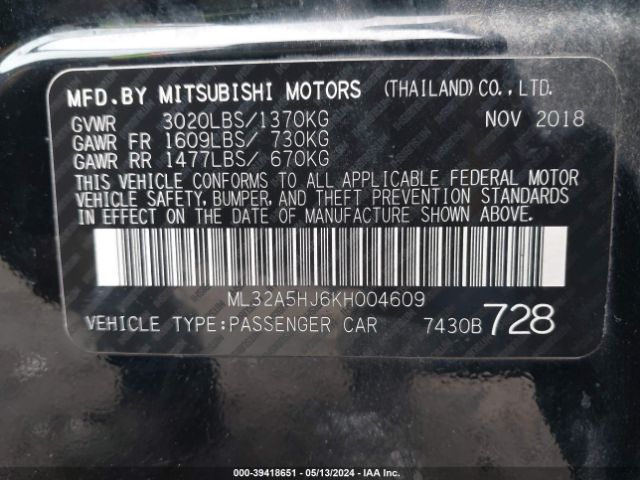 MFD.BY MITSUBISHI MOTORS (THAILAND)CO.,LTD.
GVWR 3020LBS/1370KG NOV 2018
GAWR FR 1609LBS/ 730KG
GAWR RR 1477LBS/ 670KG
THIS VEHICLE CONFORMS TO ALL APPLICABLE FEDERAL MOTOR
VEHICLE SAFETY, BUMPER, AND THEFT PREVENTION STANDARDS
IN EFFECT ON THE DATE OF MANUFACTURE SHOWN ABOVE.
ML32A5HJ6KH004609
VEHICLE TYPE:PASSENGER CAR 7430B 728
000-39418651 - 05/13/2024 - IAA Inc.